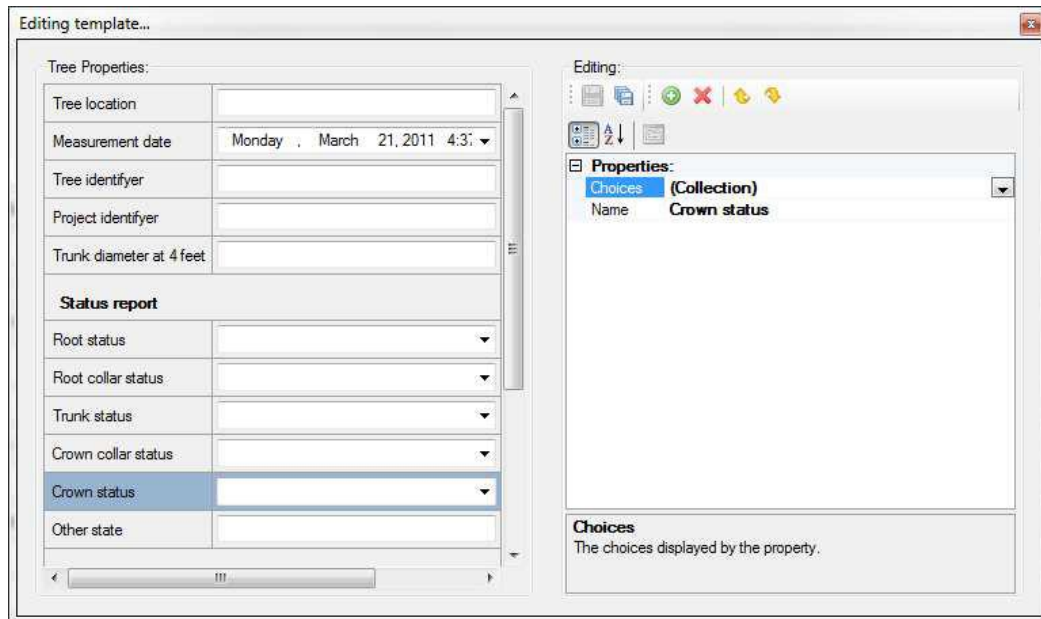 Editing template...
Tree Properties:
Tree location
Measurement date Monday , March 21, 2011 4:37
Tree identifyer
Project identifyer
Trunk diameter at 4 feet
Status report
Root status
Root collar status
Trunk status
Crown collar status
Crown status
Other state
Editing:
Properties:
Choices (Collection)
Name Crown status
Choices
The choices displayed by the property.